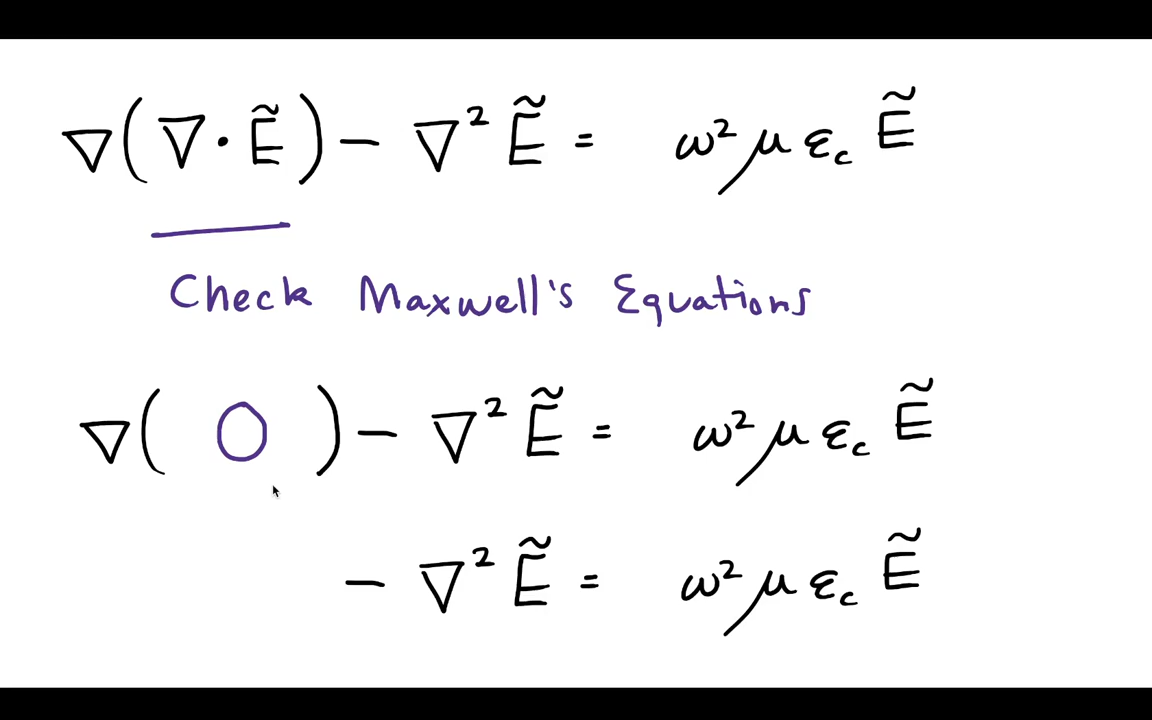 ∇(∇·Ẽ) − ∇²Ẽ = ω²με_c Ẽ
Check Maxwell's Equations
∇( 0 ) − ∇²Ẽ = ω²με_c Ẽ
− ∇²Ẽ = ω²με_c Ẽ